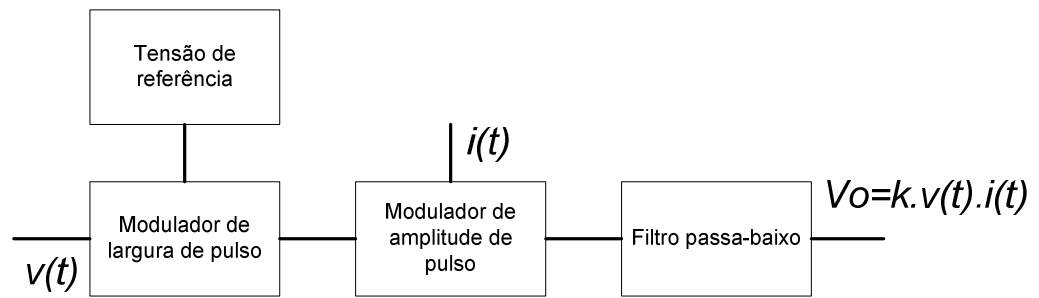 Tensão de
referência
i(t)
Modulador de
largura de pulso
Modulador de
amplitude de
pulso
Filtro passa-baixo
Vo=k.v(t).i(t)
v(t)